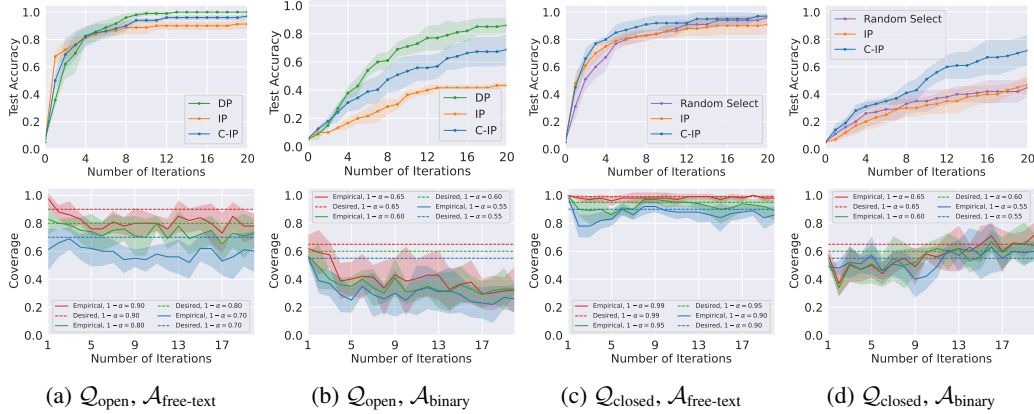 Test Accuracy
1.0
0.8
0.6
0.4
0.2
0.0
DP
IP
C-IP
0 4 8 12 16 20
Number of Iterations
Test Accuracy
1.0
0.8
0.6
0.4
0.2
0.0
DP
IP
C-IP
0 4 8 12 16 20
Number of Iterations
Test Accuracy
1.0
0.8
0.6
0.4
0.2
0.0
Random Select
IP
C-IP
0 4 8 12 16 20
Number of Iterations
Test Accuracy
1.0
0.8
0.6
0.4
0.2
0.0
Random Select
IP
C-IP
0 4 8 12 16 20
Number of Iterations
Coverage
1.0
0.8
0.6
0.4
0.2
0.0
Empirical, 1 − α = 0.90 Desired, 1 − α = 0.80
Desired, 1 − α = 0.90 Empirical, 1 − α = 0.70
Empirical, 1 − α = 0.80 Desired, 1 − α = 0.70
1 5 9 13 17
Number of Iterations
Coverage
1.0
0.8
0.6
0.4
0.2
0.0
Empirical, 1 − α = 0.65 Desired, 1 − α = 0.60
Desired, 1 − α = 0.65 Empirical, 1 − α = 0.55
Empirical, 1 − α = 0.60 Desired, 1 − α = 0.55
1 5 9 13 17
Number of Iterations
Coverage
1.0
0.8
0.6
0.4
0.2
0.0
Empirical, 1 − α = 0.99 Desired, 1 − α = 0.95
Desired, 1 − α = 0.99 Empirical, 1 − α = 0.90
Empirical, 1 − α = 0.95 Desired, 1 − α = 0.90
1 5 9 13 17
Number of Iterations
Coverage
1.0
0.8
0.6
0.4
0.2
0.0
Empirical, 1 − α = 0.65 Desired, 1 − α = 0.60
Desired, 1 − α = 0.65 Empirical, 1 − α = 0.55
Empirical, 1 − α = 0.60 Desired, 1 − α = 0.55
1 5 9 13 17
Number of Iterations
(a) Q_open, A_free-text (b) Q_open, A_binary (c) Q_closed, A_free-text (d) Q_closed, A_binary